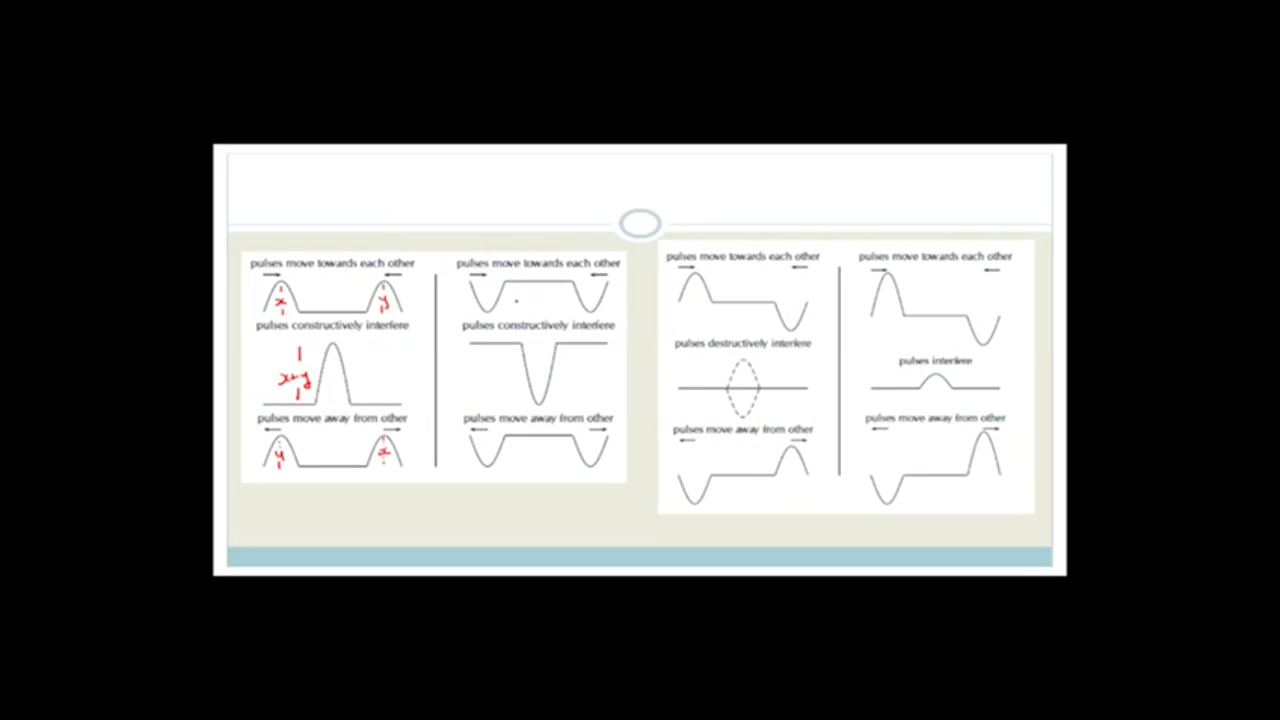 pulses move towards each other
x
y
pulses constructively interfere
x+y
pulses move away from other
y
x
pulses move towards each other
pulses constructively interfere
pulses move away from other
pulses move towards each other
pulses destructively interfere
pulses move away from other
pulses move towards each other
pulses interfere
pulses move away from other